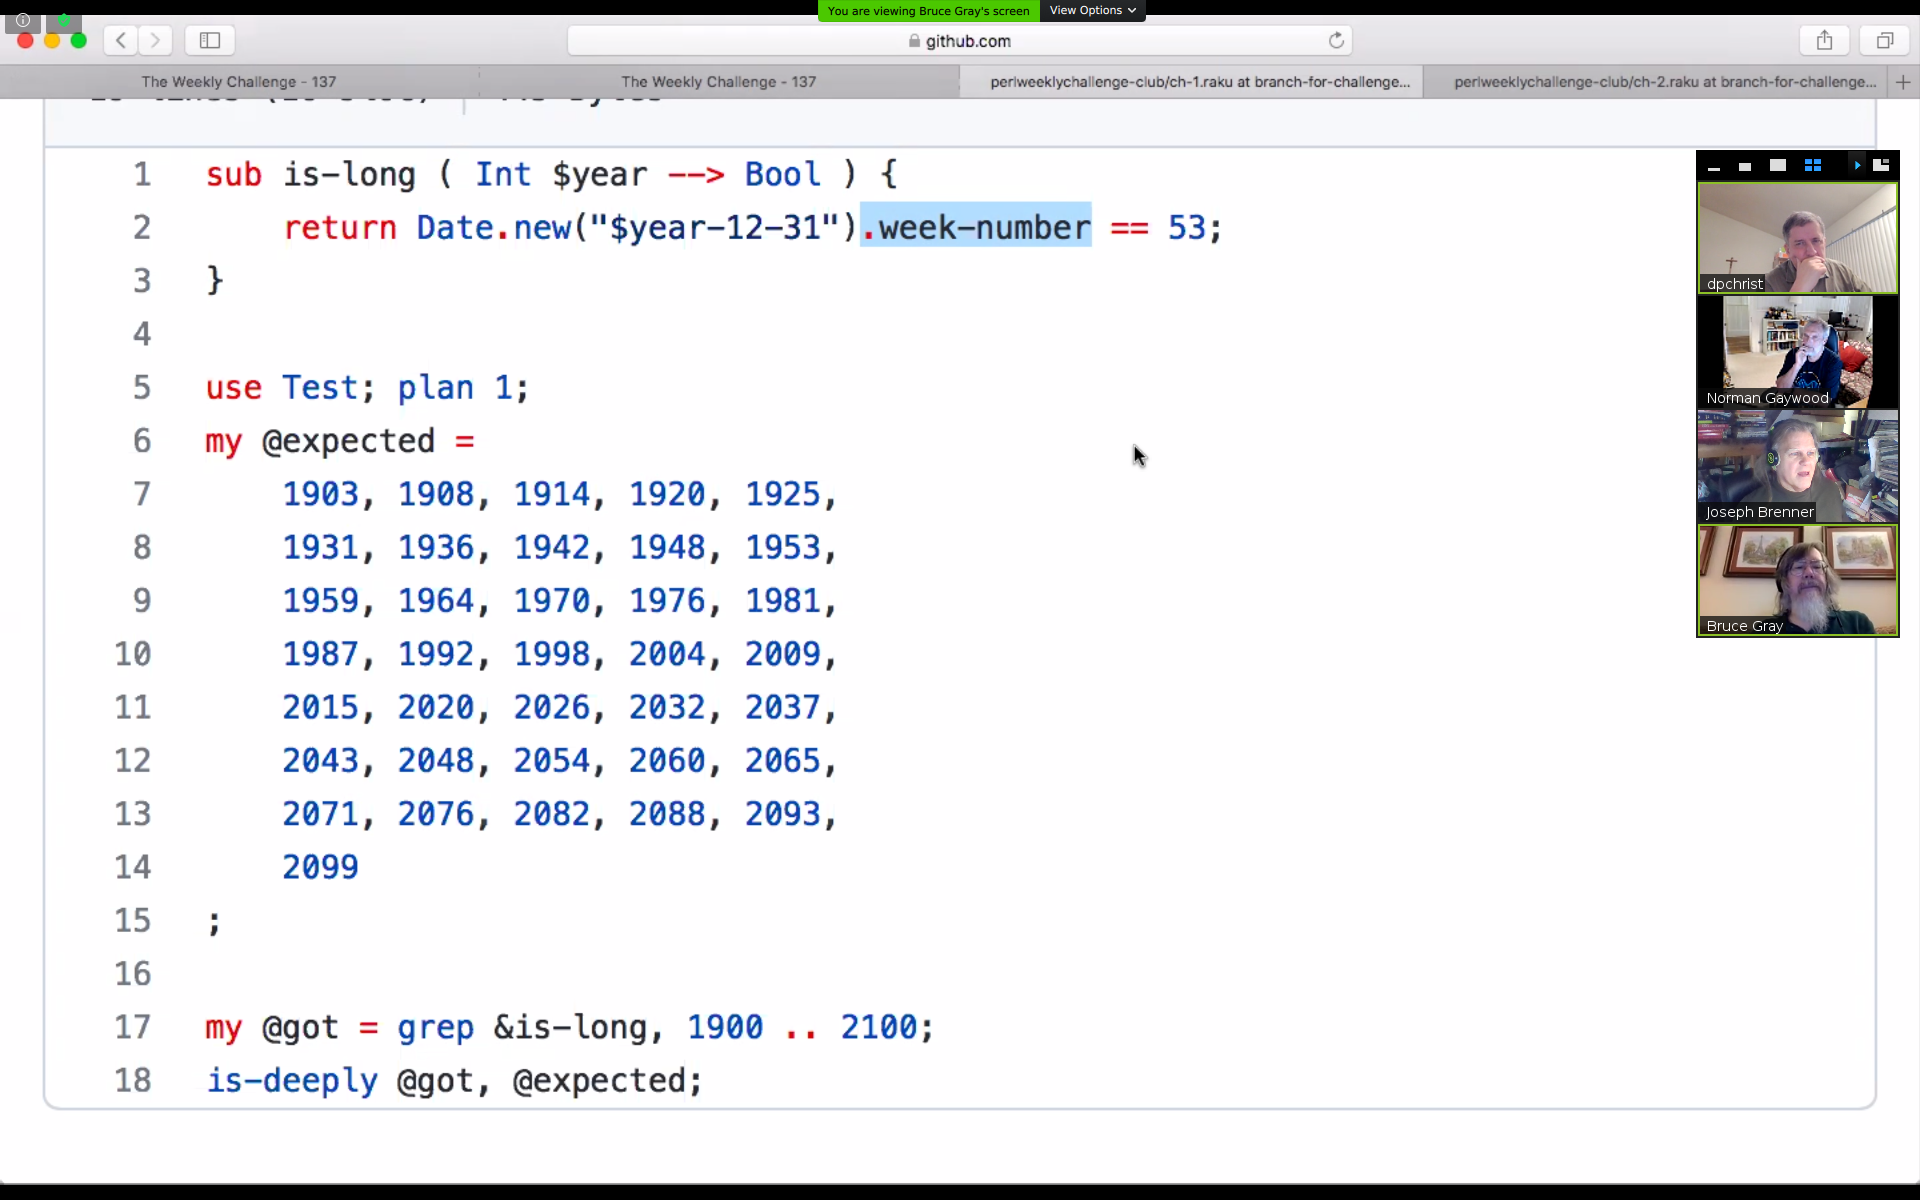 You are viewing Bruce Gray's screen View Options
github.com
The Weekly Challenge - 137
The Weekly Challenge - 137
perlweeklychallenge-club/ch-1.raku at branch-for-challenge...
perlweeklychallenge-club/ch-2.raku at branch-for-challenge...
1 sub is-long ( Int $year --> Bool ) {
2 return Date.new("$year-12-31").week-number == 53;
3 }
4
5 use Test; plan 1;
6 my @expected =
7 1903, 1908, 1914, 1920, 1925,
8 1931, 1936, 1942, 1948, 1953,
9 1959, 1964, 1970, 1976, 1981,
10 1987, 1992, 1998, 2004, 2009,
11 2015, 2020, 2026, 2032, 2037,
12 2043, 2048, 2054, 2060, 2065,
13 2071, 2076, 2082, 2088, 2093,
14 2099
15 ;
16
17 my @got = grep &is-long, 1900 .. 2100;
18 is-deeply @got, @expected;
dpchrist
Norman Gaywood
Joseph Brenner
Bruce Gray